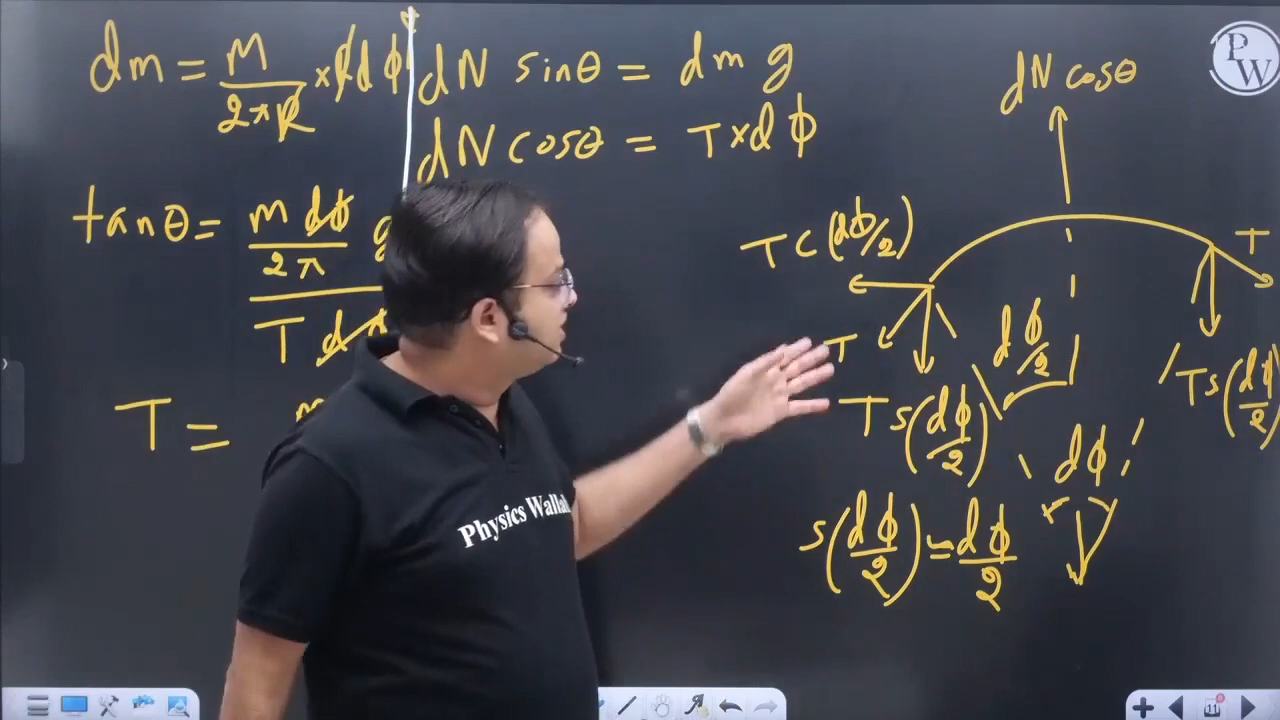 dm = M/2πR × R dϕ
tanθ = m dϕ/2π g / T dϕ
T = m
dN sinθ = dm g
dN cosθ = T×dϕ
dN cosθ
T C (dϕ/2)
T
T
dϕ/2
T s(dϕ/2)
T s(dϕ/2)
dϕ
s(dϕ/2) ≃ dϕ/2
Physics Walla
PW